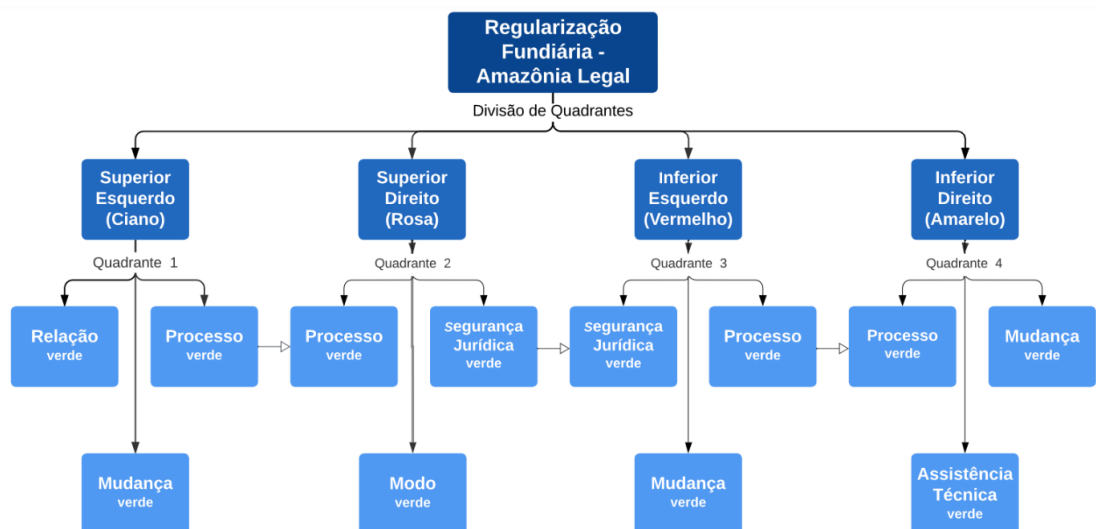 Regularização
Fundiária -
Amazônia Legal
Divisão de Quadrantes
Superior
Esquerdo
(Ciano)
Superior
Direito
(Rosa)
Inferior
Esquerdo
(Vermelho)
Inferior
Direito
(Amarelo)
Quadrante 1
Quadrante 2
Quadrante 3
Quadrante 4
Relação
verde
Processo
verde
Processo
verde
Segurança
Jurídica
verde
Segurança
Jurídica
verde
Processo
verde
Processo
verde
Mudança
verde
Mudança
verde
Modo
verde
Mudança
verde
Assistência
Técnica
verde